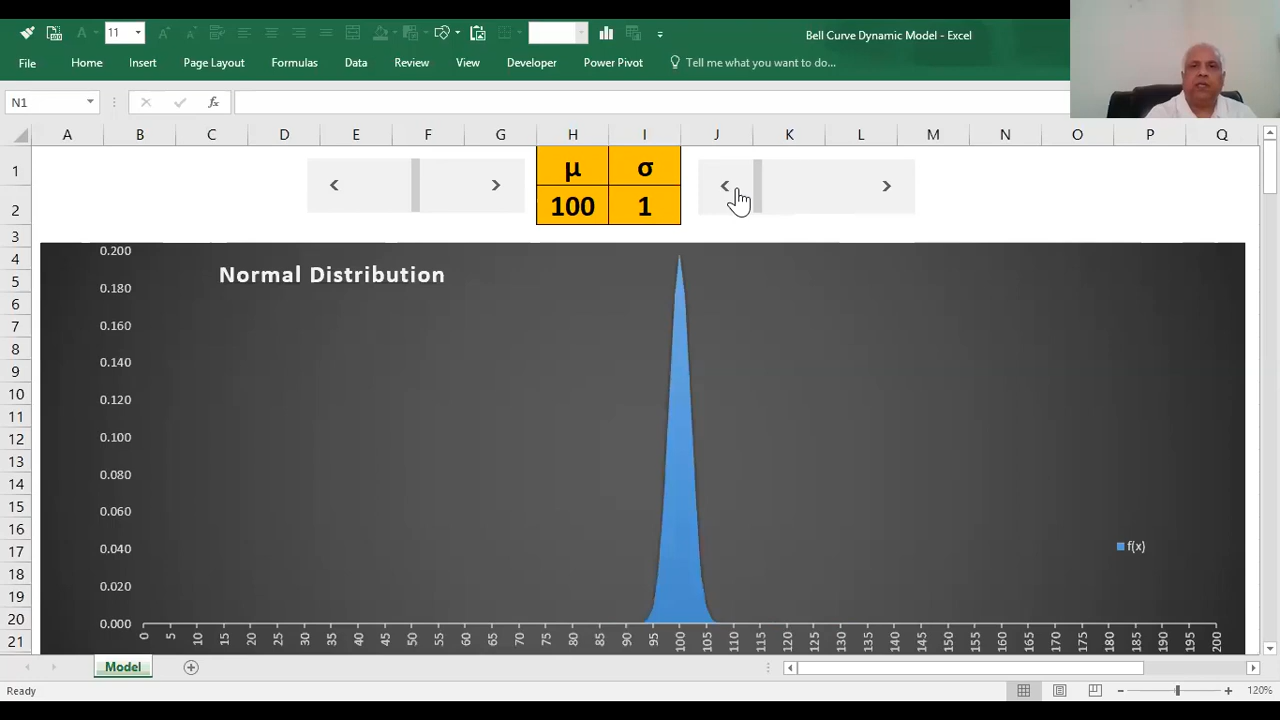 11
Bell Curve Dynamic Model - Excel
File Home Insert Page Layout Formulas Data Review View Developer Power Pivot Tell me what you want to do...
N1 fx
A B C D E F G H I J K L M N O P Q
1 μ σ
2 100 1
3
4
5
6
7
8
9
10
11
12
13
14
15
16
17
18
19
20
21
Normal Distribution
0.200
0.180
0.160
0.140
0.120
0.100
0.080
0.060
0.040
0.020
0.000
f(x)
0 5 10 15 20 25 30 35 40 45 50 55 60 65 70 75 80 85 90 95 100 105 110 115 120 125 130 135 140 145 150 155 160 165 170 175 180 185 190 195 200
Model
Ready 120%